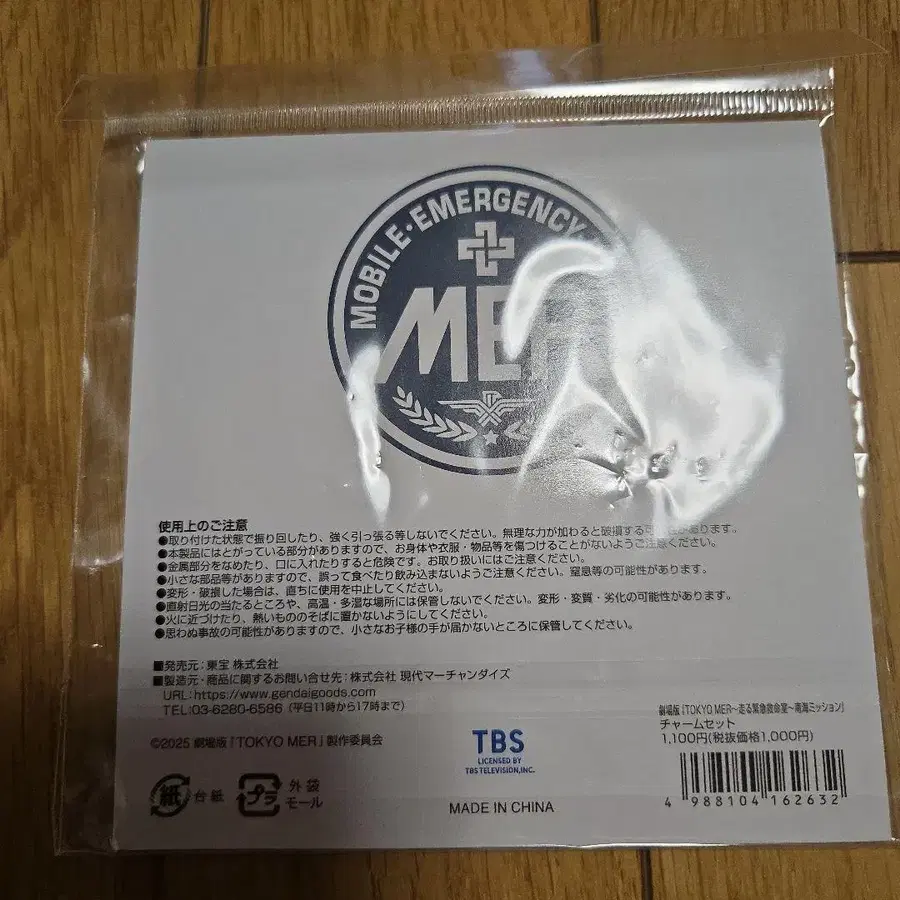 MOBILE・EMERGENCY
MER
使用上のご注意
●取り付けた状態で振り回したり、強く引っ張る等しないでください。無理な力が加わると破損する可能性があります。
●本製品にはとがっている部分がありますので、お身体や衣服・物品等を傷つけることがないようご注意ください。
●金属部分をなめたり、口に入れたりすると危険です。お取り扱いにはご注意ください。
●小さな部品等がありますので、誤って食べたり飲み込まないようご注意ください。窒息等の可能性があります。
●変形・破損した場合は、直ちに使用を中止してください。
●直射日光の当たるところや、高温・多湿な場所には保管しないでください。変形・変質・劣化の可能性があります。
●火に近づけたり、熱いもののそばに置かないようにしてください。
●思わぬ事故の可能性がありますので、小さなお子様の手が届かないところに保管してください。
■発売元：東宝 株式会社
■製造元・商品に関するお問い合せ先：株式会社 現代マーチャンダイズ
URL:https://www.gendaigoods.com
TEL:03-6280-6586（平日11時から17時まで）
©2025 劇場版『TOKYO MER』製作委員会
紙 台紙
プラ 外袋
モール
TBS
LICENSED BY
TBS TELEVISION,INC.
MADE IN CHINA
劇場版『TOKYO MER～走る緊急救命室～南海ミッション』
チャームセット
1,100円(税抜価格1,000円)
4 988104 162632